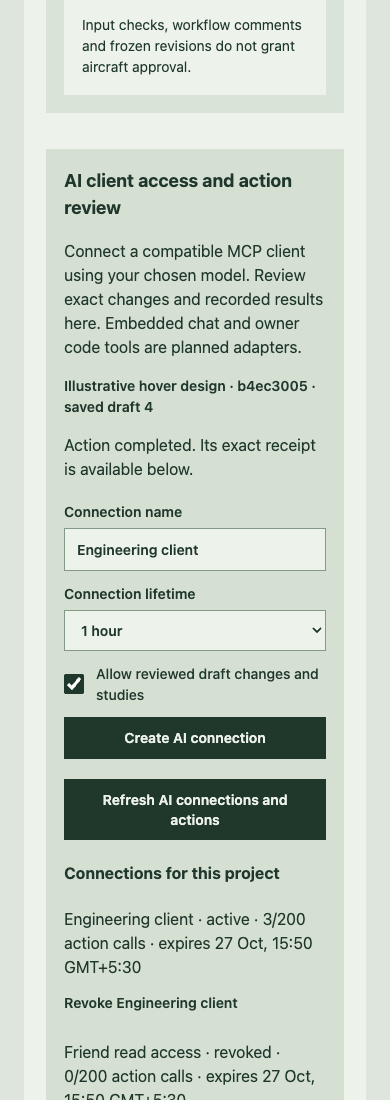 Input checks, workflow comments
and frozen revisions do not grant
aircraft approval.
AI client access and action
review
Connect a compatible MCP client
using your chosen model. Review
exact changes and recorded results
here. Embedded chat and owner
code tools are planned adapters.
Illustrative hover design · b4ec3005 ·
saved draft 4
Action completed. Its exact receipt
is available below.
Connection name
Engineering client
Connection lifetime
1 hour
Allow reviewed draft changes and
studies
Create AI connection
Refresh AI connections and
actions
Connections for this project
Engineering client · active · 3/200
action calls · expires 27 Oct, 15:50
GMT+5:30
Revoke Engineering client
Friend read access · revoked ·
0/200 action calls · expires 27 Oct,
15:50 GMT+5:30